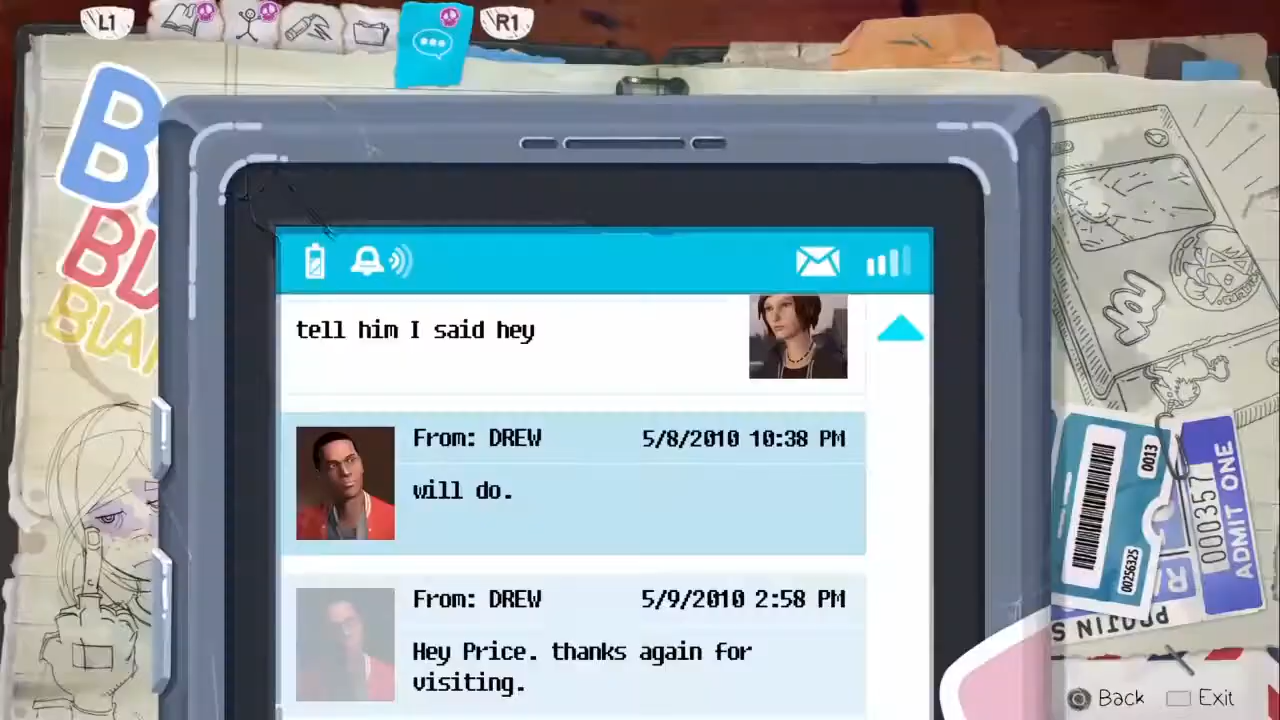 L1
R1
tell him I said hey
From: DREW
5/8/2010 10:38 PM
will do.
From: DREW
5/9/2010 2:58 PM
Hey Price. thanks again for
visiting.
0013
00256325
000357
ADMIT ONE
Back
Exit